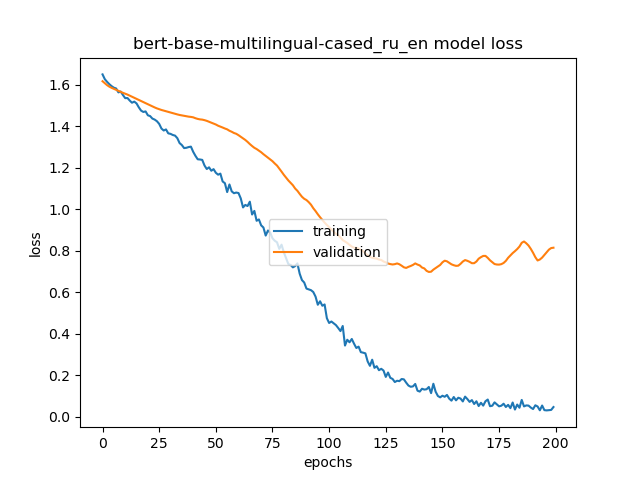 bert-base-multilingual-cased_ru_en model loss
loss
1.6
1.4
1.2
1.0
0.8
0.6
0.4
0.2
0.0
training
validation
0 25 50 75 100 125 150 175 200
epochs